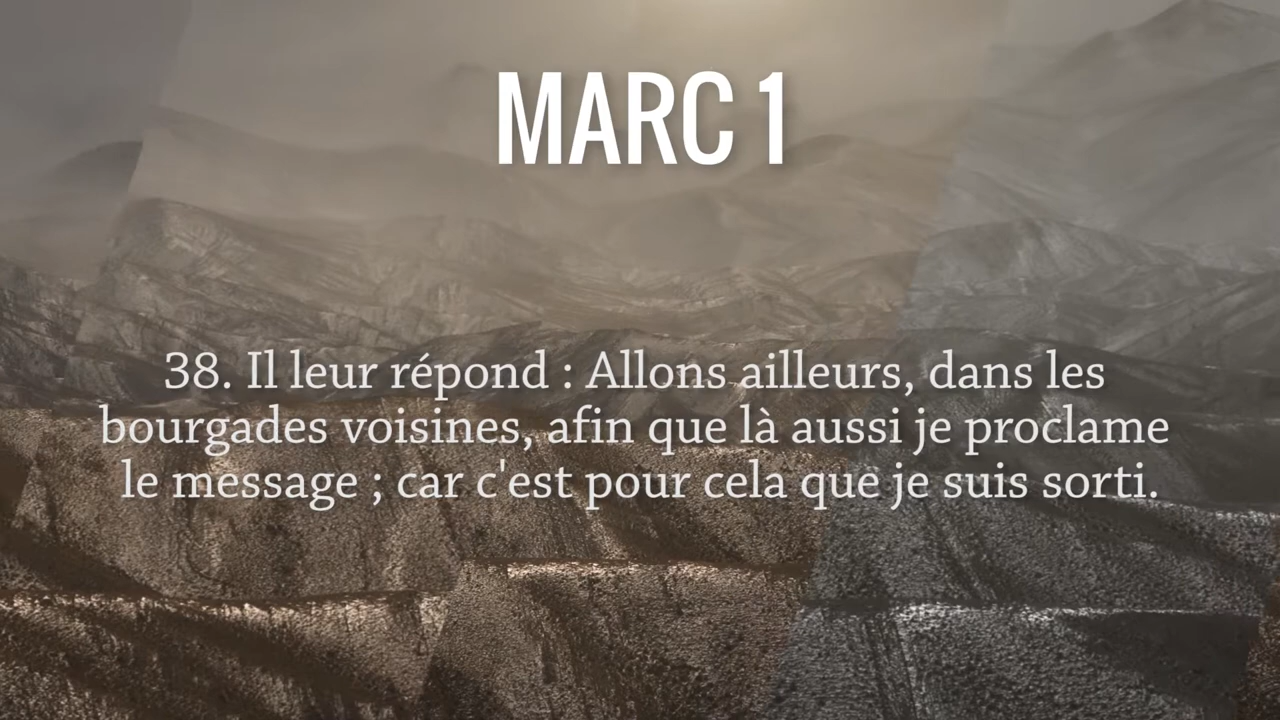 MARC 1
38. Il leur répond : Allons ailleurs, dans les
bourgades voisines, afin que là aussi je proclame
le message ; car c'est pour cela que je suis sorti.